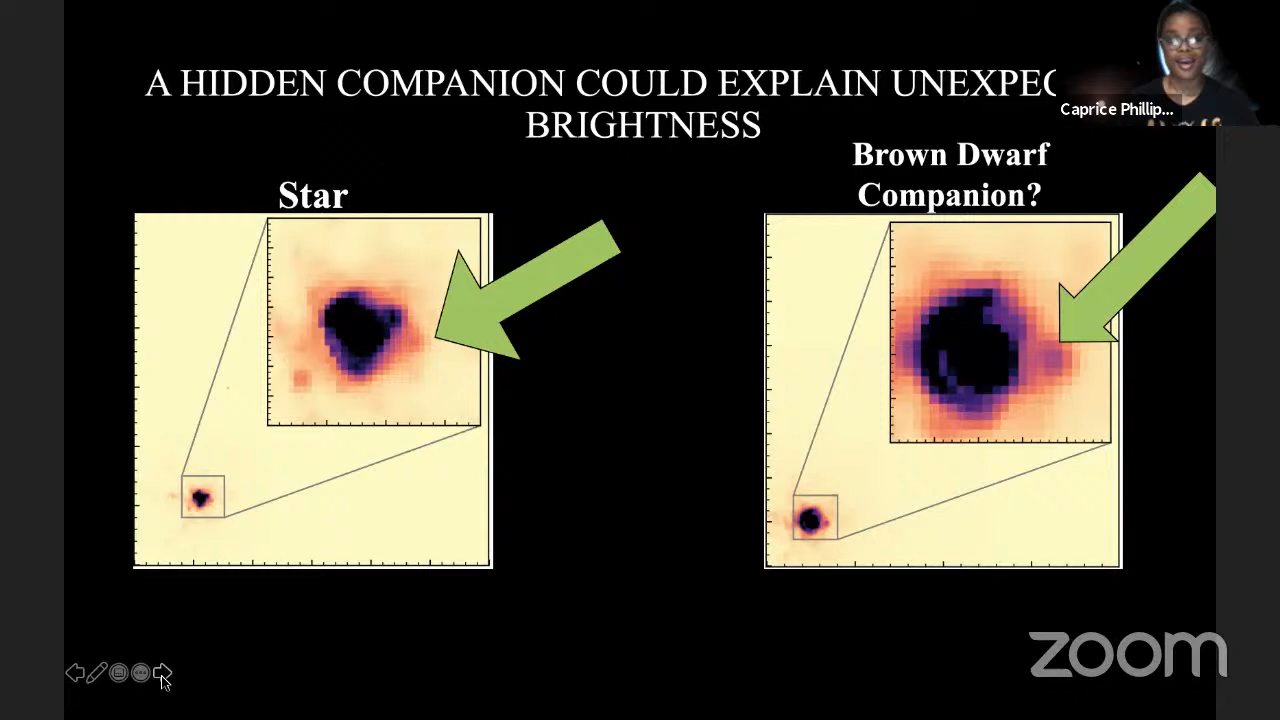 A HIDDEN COMPANION COULD EXPLAIN UNEXPEC
BRIGHTNESS
Caprice Phillip...
Star
Brown Dwarf
Companion?
zoom